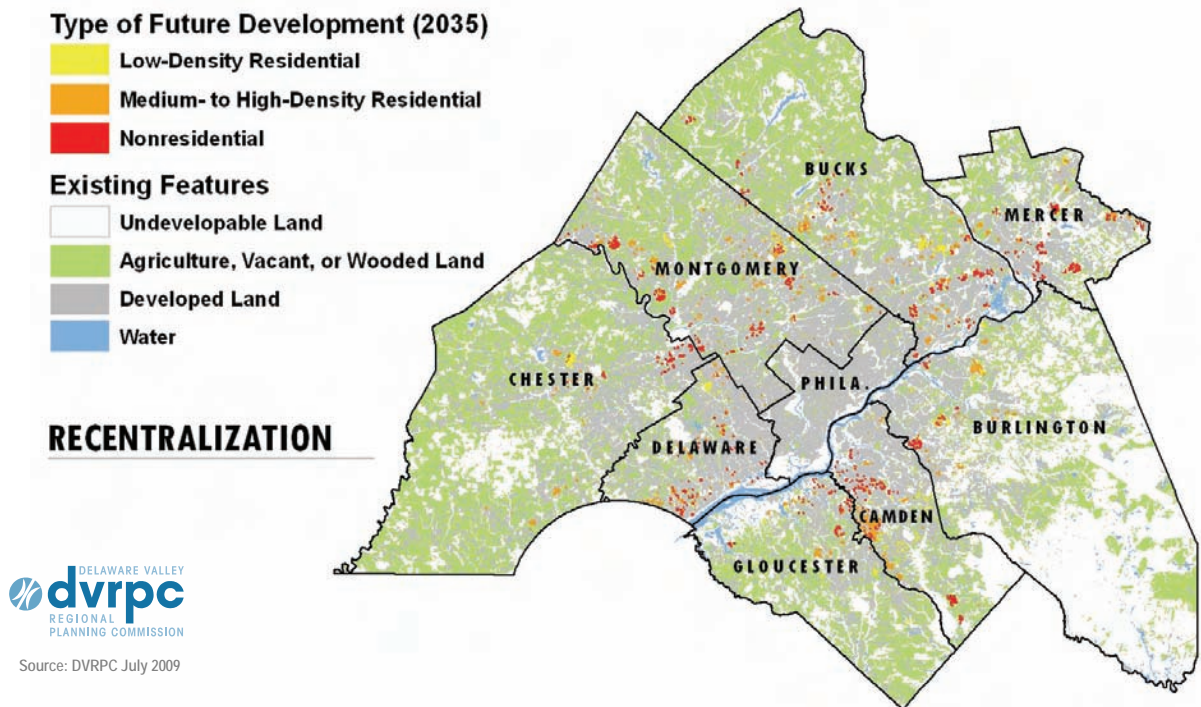 Type of Future Development (2035)
Low-Density Residential
Medium- to High-Density Residential
Nonresidential
Existing Features
Undevelopable Land
Agriculture, Vacant, or Wooded Land
Developed Land
Water
RECENTRALIZATION
BUCKS
MERCER
MONTGOMERY
CHESTER
PHILA.
DELAWARE
BURLINGTON
CAMDEN
GLOUCESTER
DELAWARE VALLEY
dvrpc
REGIONAL
PLANNING COMMISSION
Source: DVRPC July 2009